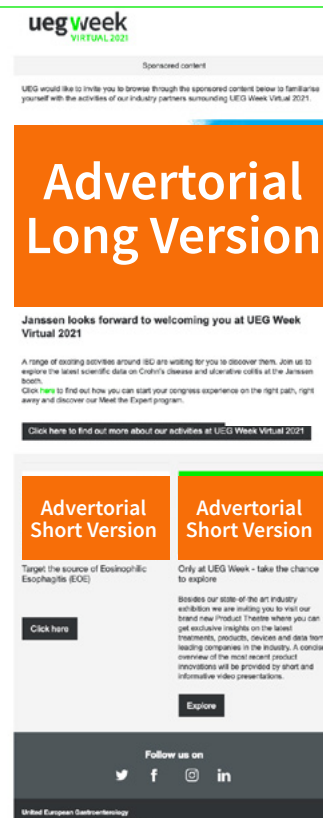 ueg week
VIRTUAL 2021
Sponsored content
UEG would like to invite you to browse through the sponsored content below to familiarise
yourself with the activities of our industry partners surrounding UEG Week Virtual 2021.
Advertorial
Long Version
Janssen looks forward to welcoming you at UEG Week
Virtual 2021
A range of exciting activities around IBD are waiting for you to discover them. Join us to
explore the latest scientific data on Crohn's disease and ulcerative colitis at the Janssen
booth.
Click here to find out how you can start your congress experience on the right path, right
away and discover our Meet the Expert program.
Click here to find out more about our activities at UEG Week Virtual 2021
Advertorial
Short Version
Target the source of Eosinophilic
Esophagitis (EOE)
Click here
Advertorial
Short Version
Only at UEG Week - take the chance
to explore
Besides our state-of-the art industry
exhibition we are inviting you to visit our
brand new Product Theatre where you can
get exclusive insights on the latest
treatments, products, devices and data from
leading companies in the industry. A concise
overview of the most recent product
innovations will be provided by short and
informative video presentations.
Explore
Follow us on
United European Gastroenterology